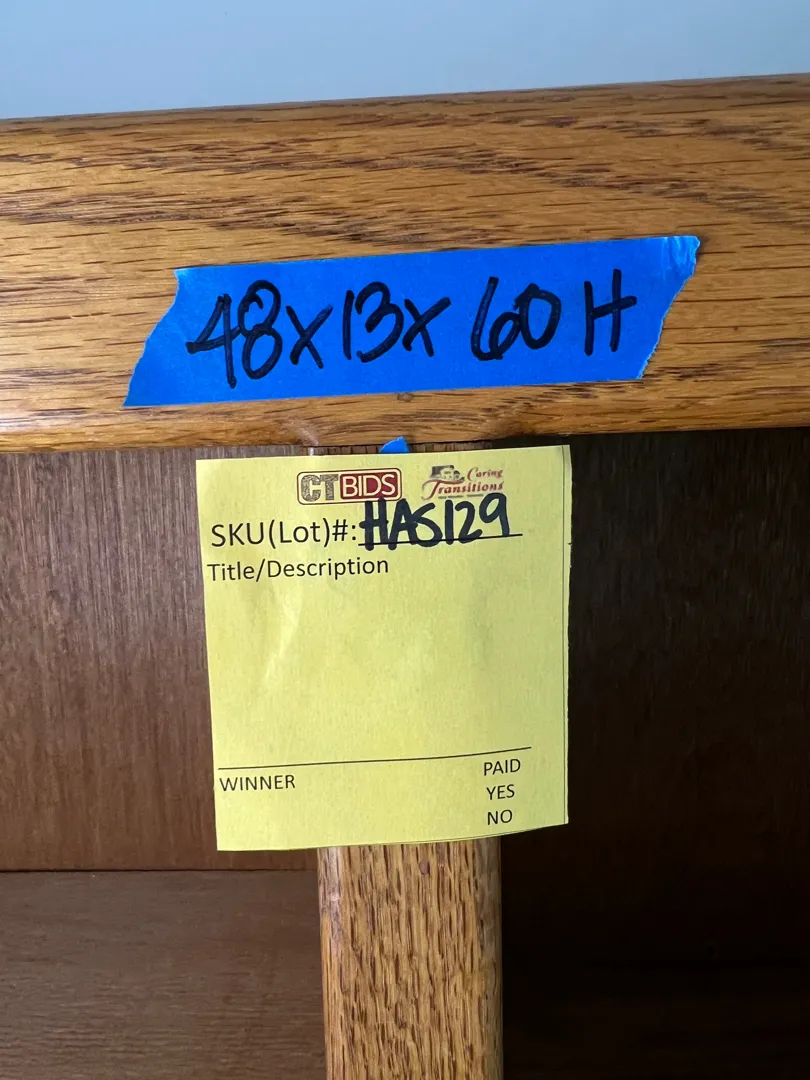 48x13x 60 H
CTBIDS Caring Transitions
SKU(Lot)#: HAS129
Title/Description
WINNER PAID
YES
NO